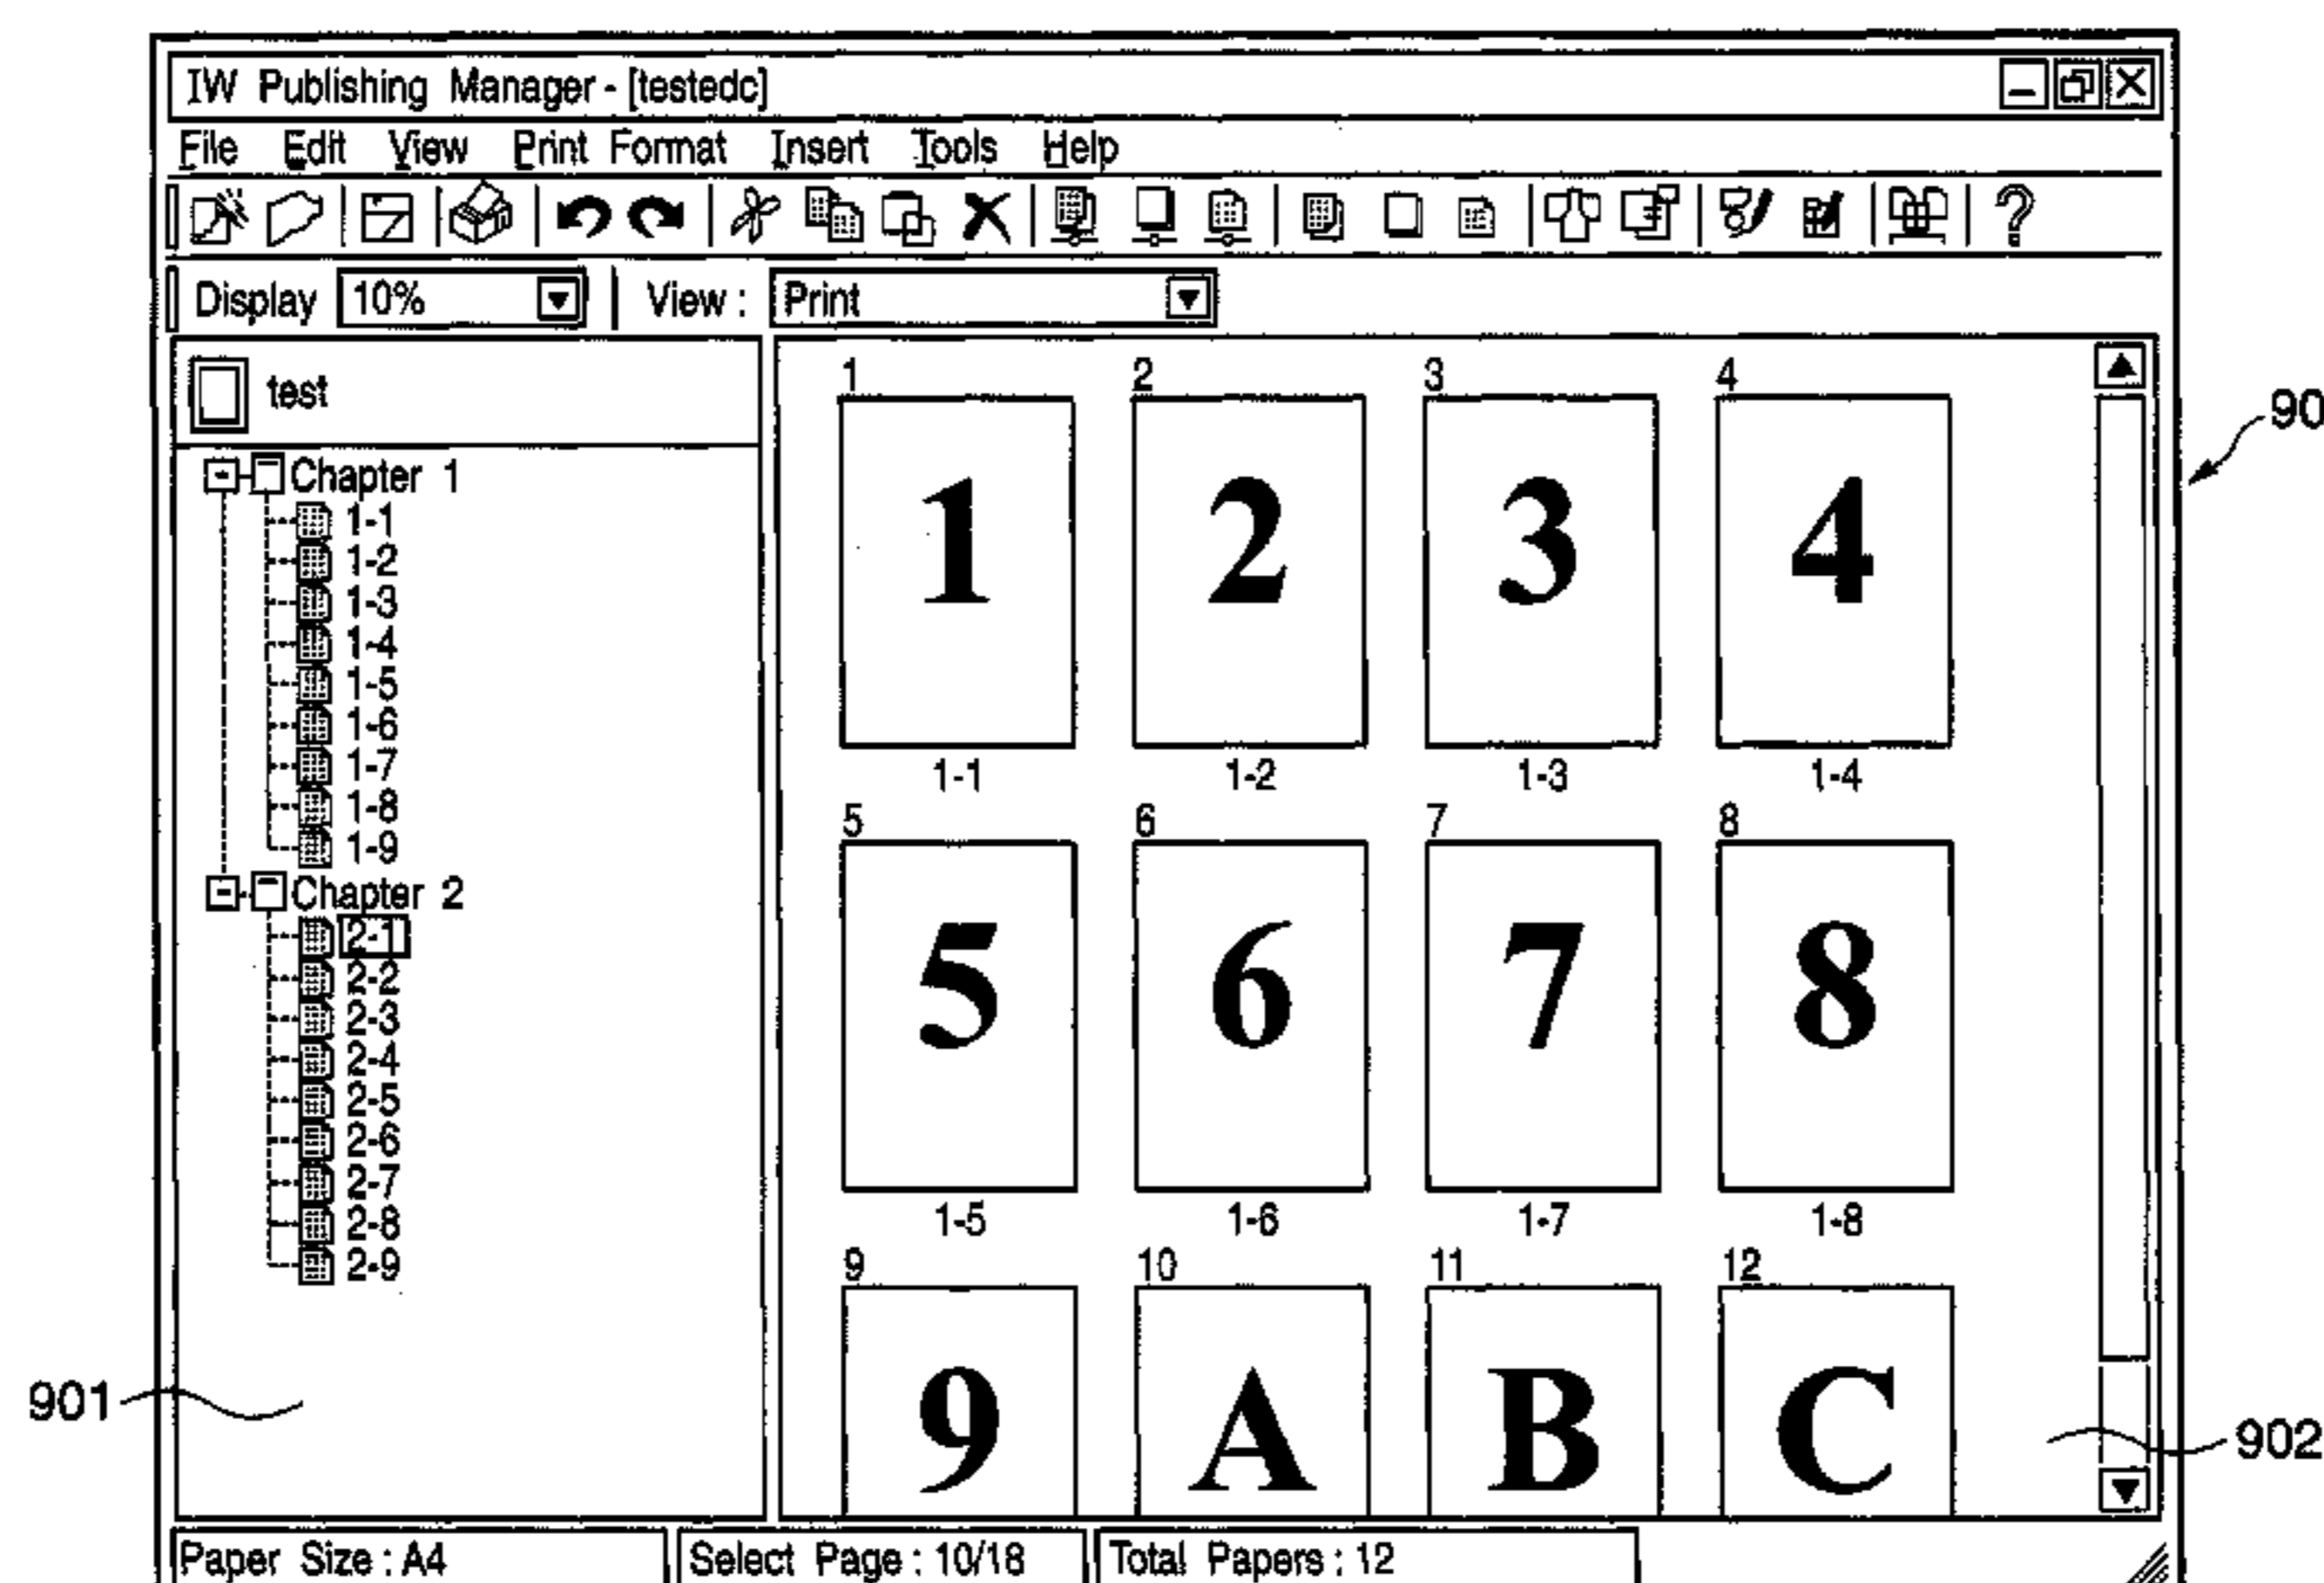 IW Publishing Manager - [testedc]
File Edit View Print Format Insert Tools Help
?
Display 10% View : Print
test
Chapter 1
1-1
1-2
1-3
1-4
1-5
1-6
1-7
1-8
1-9
Chapter 2
2-1
2-2
2-3
2-4
2-5
2-6
2-7
2-8
2-9
901
1 2 3 4
1 2 3 4
1-1 1-2 1-3 1-4
5 6 7 8
5 6 7 8
1-5 1-6 1-7 1-8
9 10 11 12
9 A B C
90
902
Paper Size : A4 Select Page : 10/18 Total Papers : 12